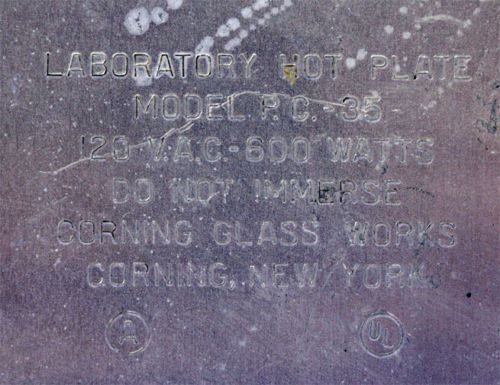 LABORATORY HOT PLATE
MODEL P.C.-35
120 V.A.C.-600 WATTS
DO NOT IMMERSE
CORNING GLASS WORKS
CORNING, NEW YORK.
A UL